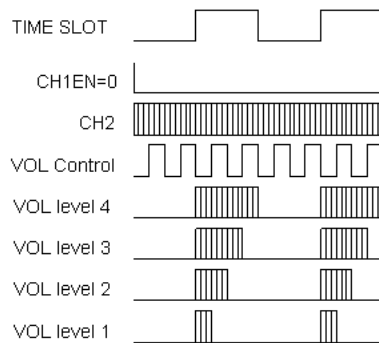 TIME SLOT
CH1EN=0
CH2
VOL Control
VOL level 4
VOL level 3
VOL level 2
VOL level 1